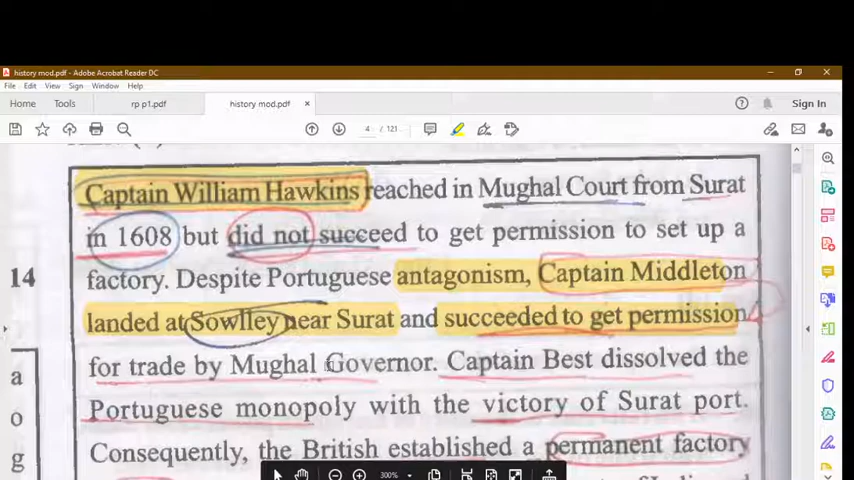 history mod.pdf - Adobe Acrobat Reader DC
File Edit View Sign Window Help
Home Tools rp p1.pdf history mod.pdf × Sign In
4 / 121
Captain William Hawkins reached in Mughal Court from Surat
in 1608 but did not succeed to get permission to set up a
14
factory. Despite Portuguese antagonism, Captain Middleton
landed at Sowlley near Surat and succeeded to get permission
for trade by Mughal Governor. Captain Best dissolved the
a
Portuguese monopoly with the victory of Surat port.
o
Consequently, the British established a permanent factory
g
300%